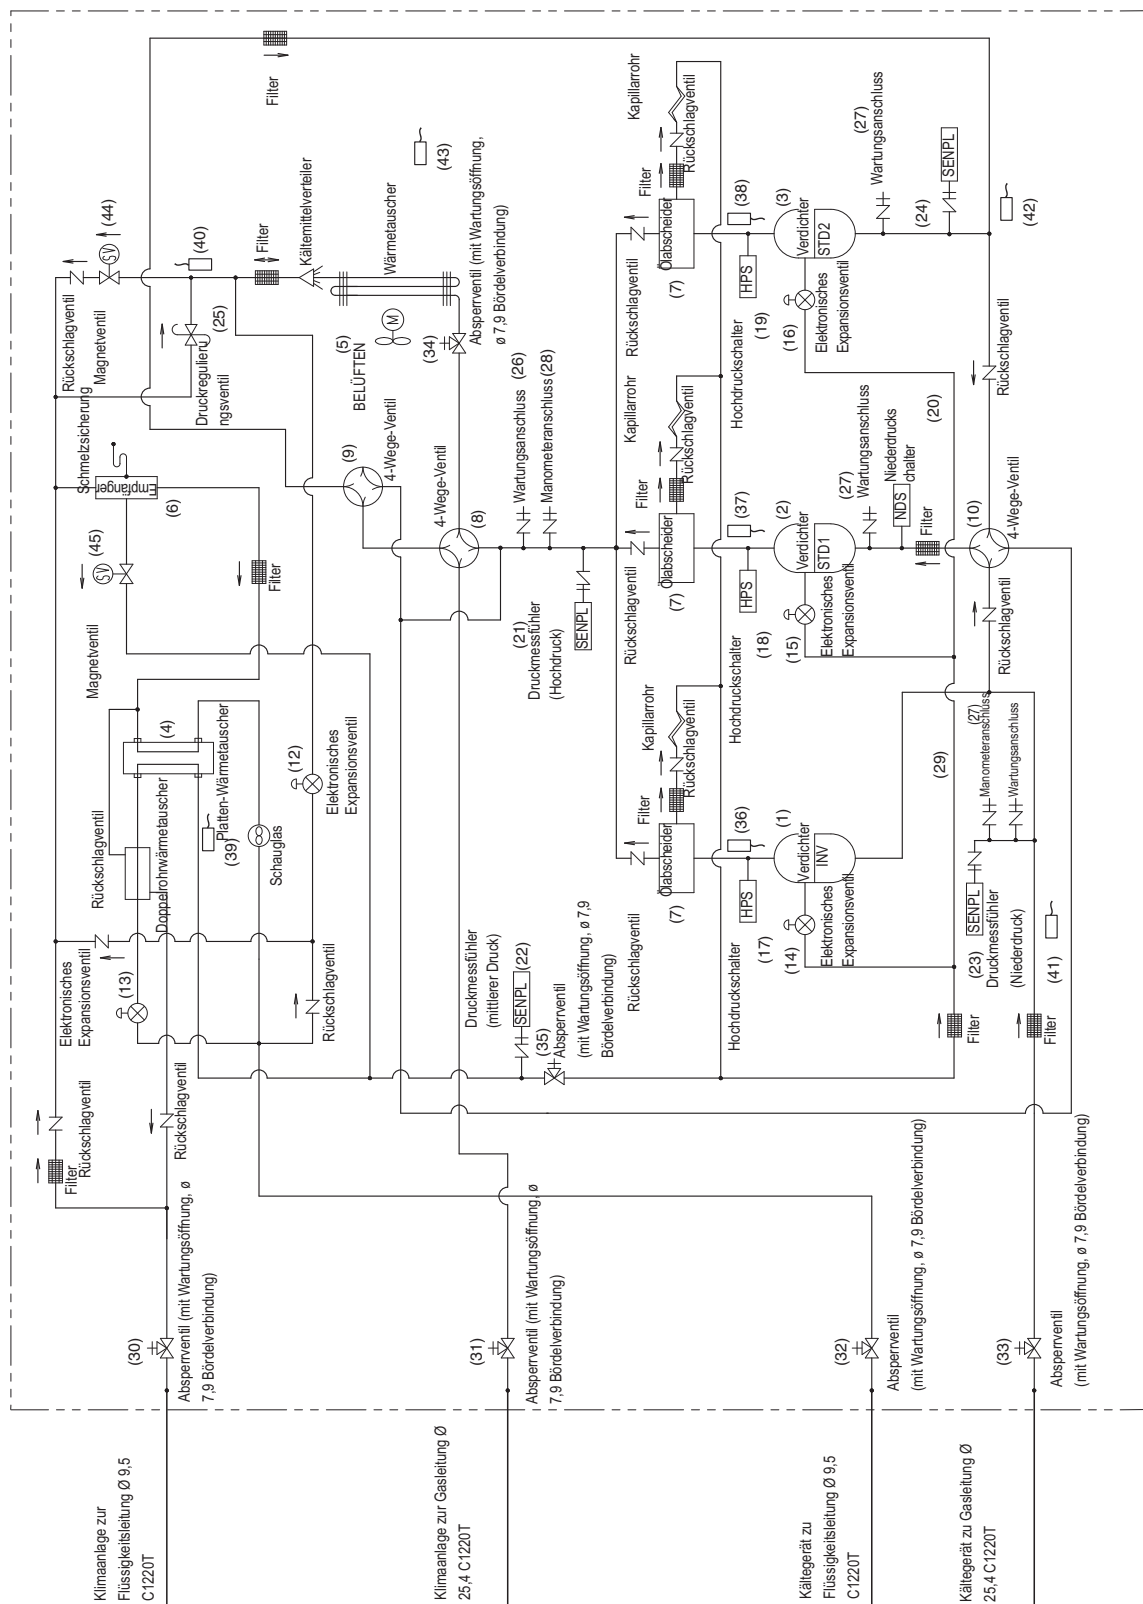 Filter
Rückschlagventil
Magnetventil
(44)
SV
(40)
Filter
Kältemittelverteiler
Wärmetauscher
(43)
Absperrventil (mit Wartungsöffnung,
ø 7,9 Bördelverbindung)
(34)
(5)
BELÜFTEN
M
(25)
Druckregulieru
ngsventil
Schmelzsicherung
Empfänger
(6)
(45)
SV
Magnetventil
Filter
(9)
4-Wege-Ventil
4-Wege-Ventil
(8)
Wartungsanschluss
(26)
Manometeranschluss
(28)
(21)
Druckmessfühler
(Hochdruck)
SENPL
Rückschlagventil
Ölabscheider
(7)
Filter
Kapillarrohr
Rückschlagventil
(38)
HPS
Hochdruckschalter
(19)
(16)
Elektronisches
Expansionsventil
(3)
Verdichter
STD2
(27)
Wartungsanschluss
(24)
SENPL
(42)
Rückschlagventil
Rückschlagventil
Ölabscheider
(7)
Filter
Kapillarrohr
Rückschlagventil
(37)
HPS
Hochdruckschalter
(18)
(15)
Elektronisches
Expansionsventil
(2)
Verdichter
STD1
(20)
Wartungsanschluss
(27)
Niederdrucks
chalter
NDS
Filter
(10)
4-Wege-Ventil
Rückschlagventil
Rückschlagventil
Ölabscheider
(7)
Filter
Kapillarrohr
Rückschlagventil
(36)
HPS
Hochdruckschalter
(17)
(14)
Elektronisches
Expansionsventil
(1)
Verdichter
INV
(29)
(27)
Manometeranschluss
Wartungsanschluss
(23)
SENPL
Druckmessfühler
(Niederdruck)
(41)
Filter
Filter
Rückschlagventil
Doppelrohrwärmetauscher
(4)
Platten-Wärmetauscher
(39)
Schauglas
(12)
Elektronisches
Expansionsventil
Elektronisches
Expansionsventil
(13)
Rückschlagventil
Druckmessfühler
(mittlerer Druck)
SENPL
(22)
(35)
Absperrventil
(mit Wartungsöffnung, ø 7,9
Bördelverbindung)
Rückschlagventil
Filter
Rückschlagventil
(30)
Absperrventil (mit Wartungsöffnung, ø
7,9 Bördelverbindung)
(31)
Absperrventil (mit Wartungsöffnung, ø
7,9 Bördelverbindung)
(32)
Absperrventil
(mit Wartungsöffnung, ø 7,9 Bördelverbindung)
(33)
Absperrventil
(mit Wartungsöffnung, ø 7,9 Bördelverbindung)
Klimaanlage zur
Flüssigkeitsleitung Ø 9,5
C1220T
Klimaanlage zur Gasleitung Ø
25,4 C1220T
Kältegerät zu
Flüssigkeitsleitung Ø 9,5
C1220T
Kältegerät zu Gasleitung Ø
25,4 C1220T